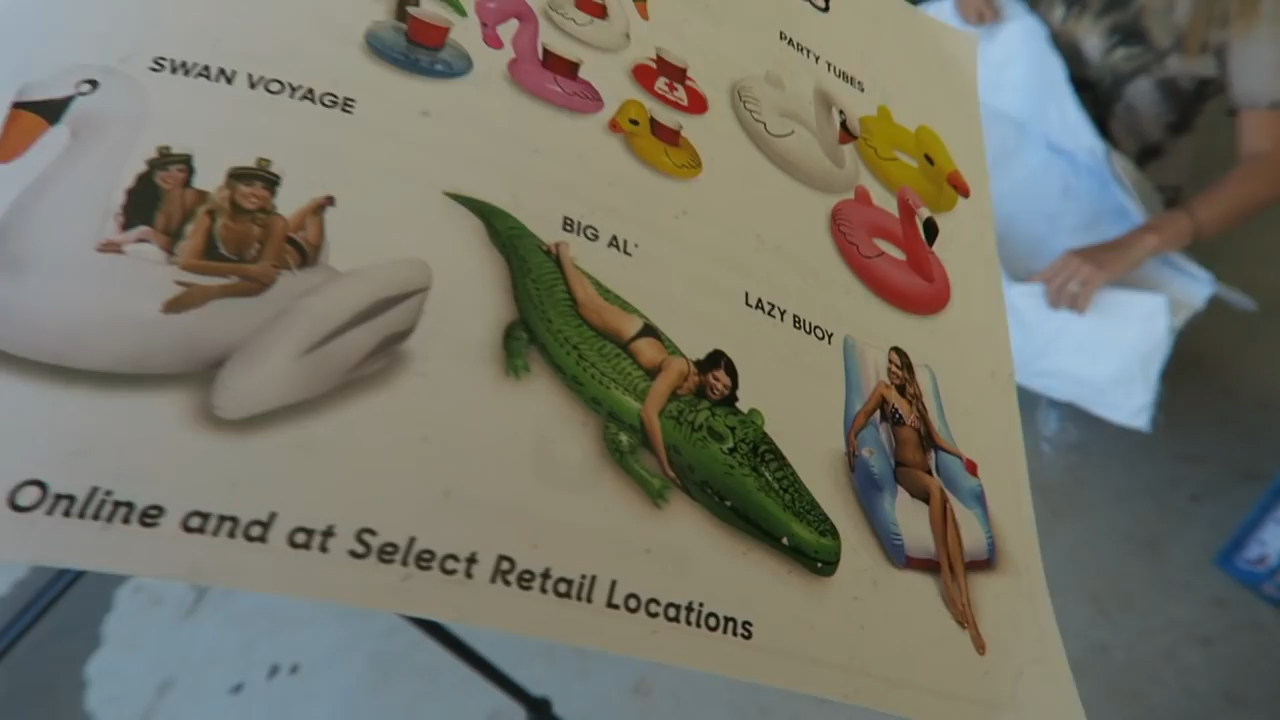 PARTY TUBES
SWAN VOYAGE
BIG AL*
LAZY BUOY
Online and at Select Retail Locations